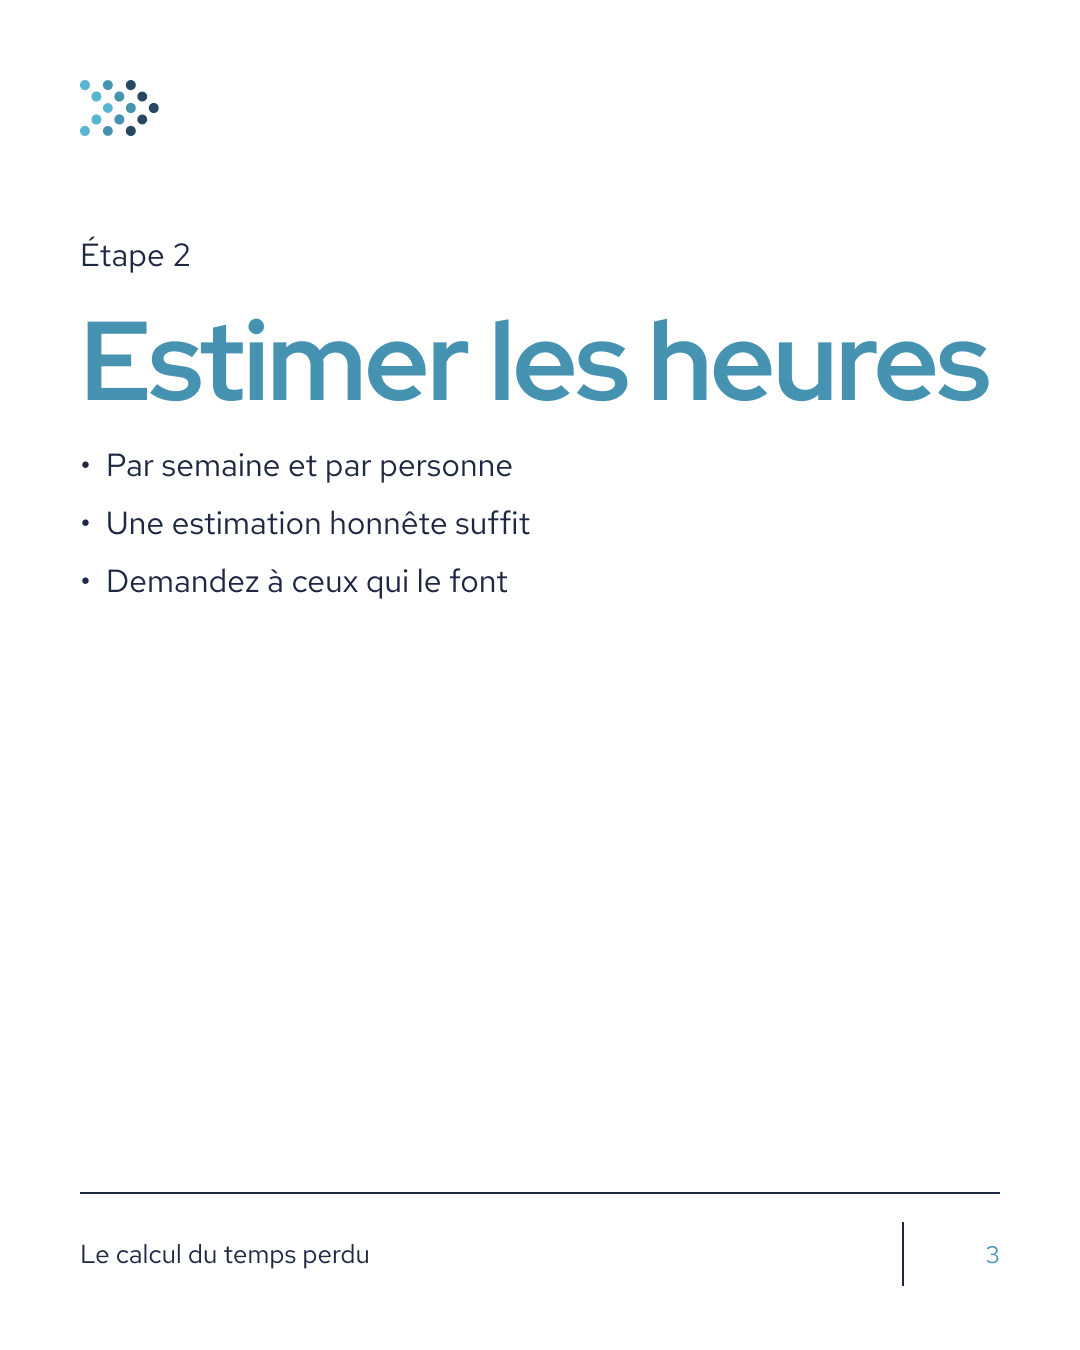 Étape 2
Estimer les heures
• Par semaine et par personne
• Une estimation honnête suffit
• Demandez à ceux qui le font
Le calcul du temps perdu
3